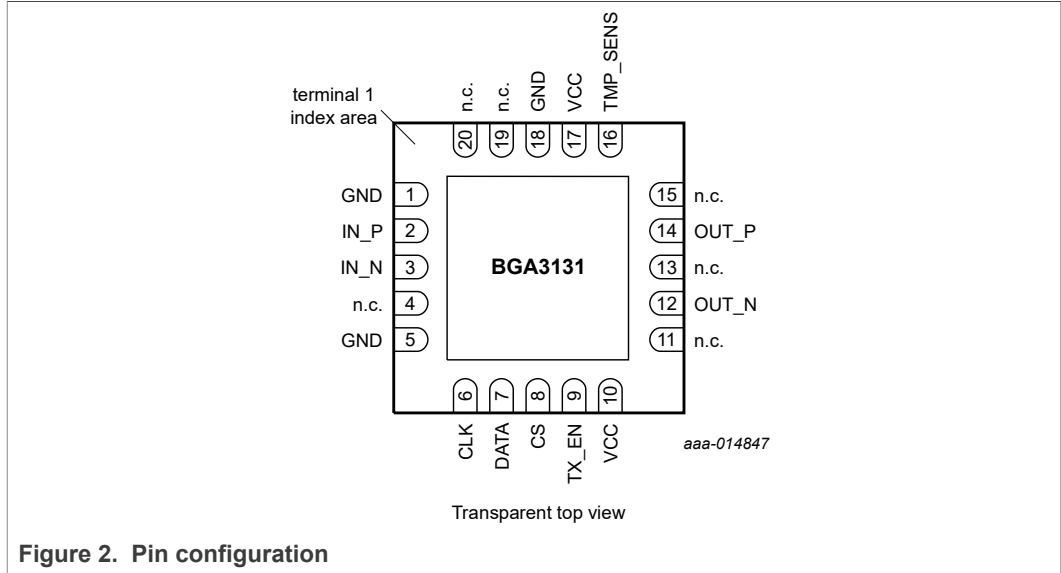 terminal 1
index area
n.c.
n.c.
GND
VCC
TMP_SENS
20
19
18
17
16
GND 1
IN_P 2
IN_N 3
n.c. 4
GND 5
BGA3131
15 n.c.
14 OUT_P
13 n.c.
12 OUT_N
11 n.c.
6
7
8
9
10
CLK
DATA
CS
TX_EN
VCC
aaa-014847
Transparent top view
Figure 2. Pin configuration